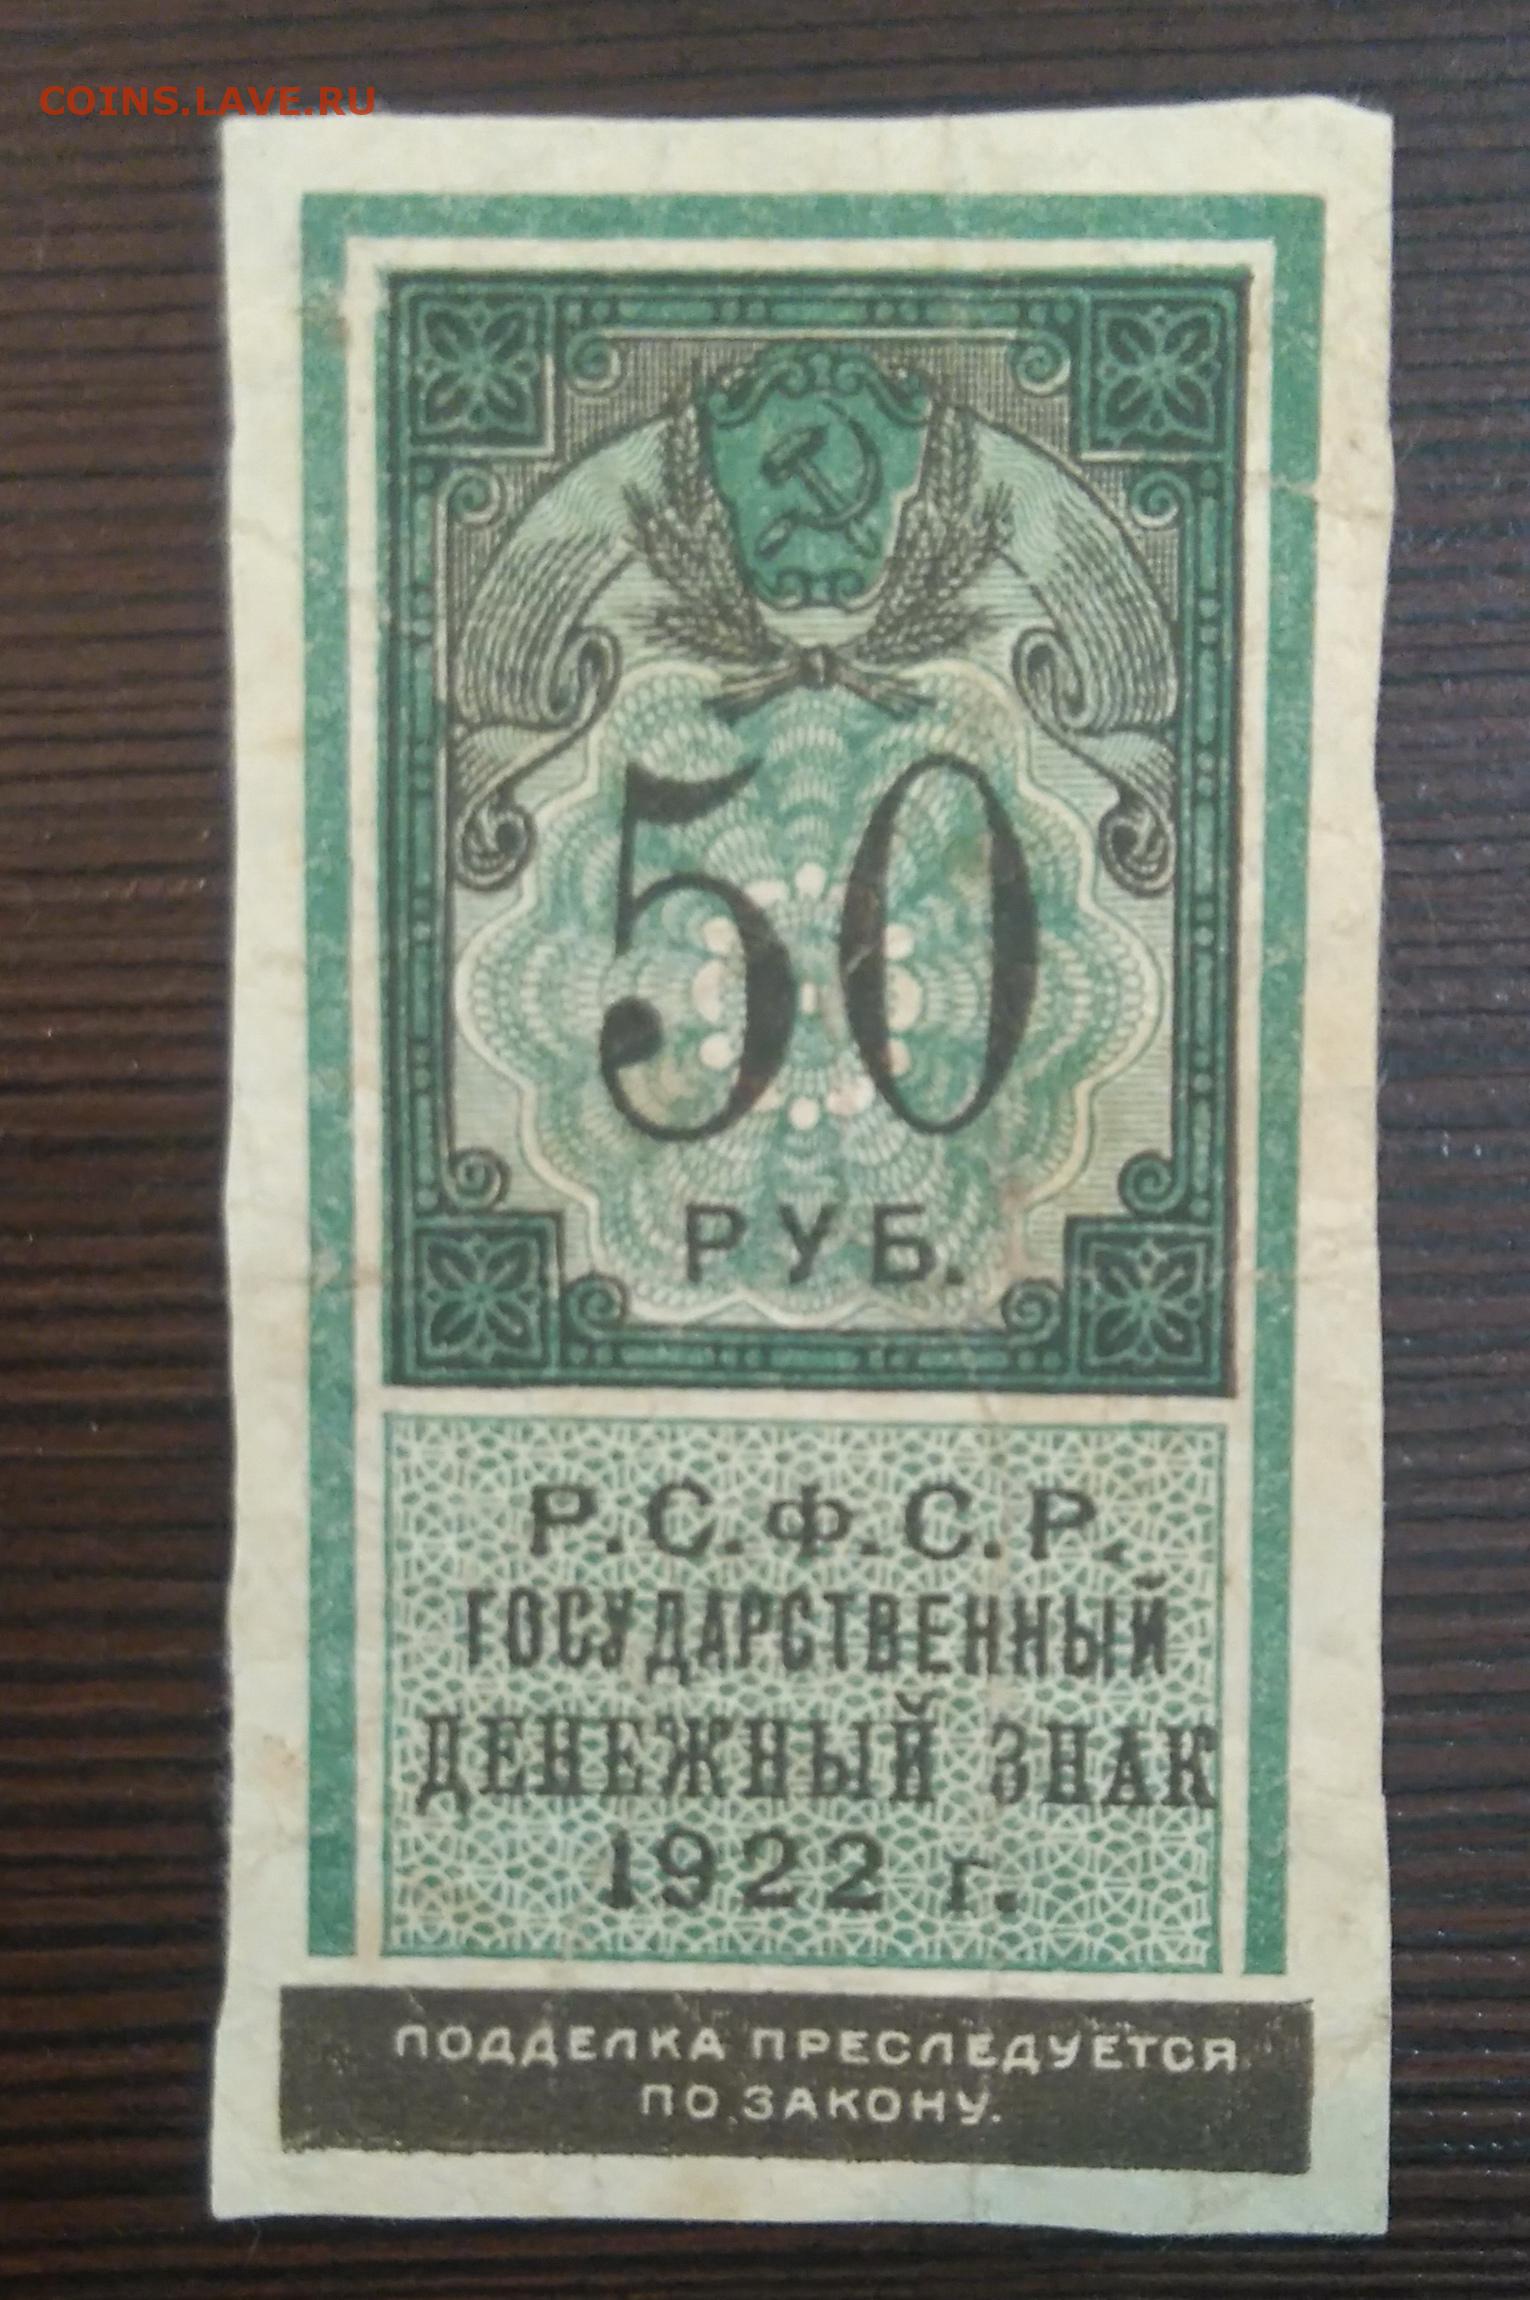 COINS.LAVE.RU
50
РУБ.
Р.С.Ф.С.Р.
ГОСУДАРСТВЕННЫЙ
ДЕНЕЖНЫЙ ЗНАК
1922 г.
ПОДДЕЛКА ПРЕСЛЕДУЕТСЯ
ПО ЗАКОНУ.